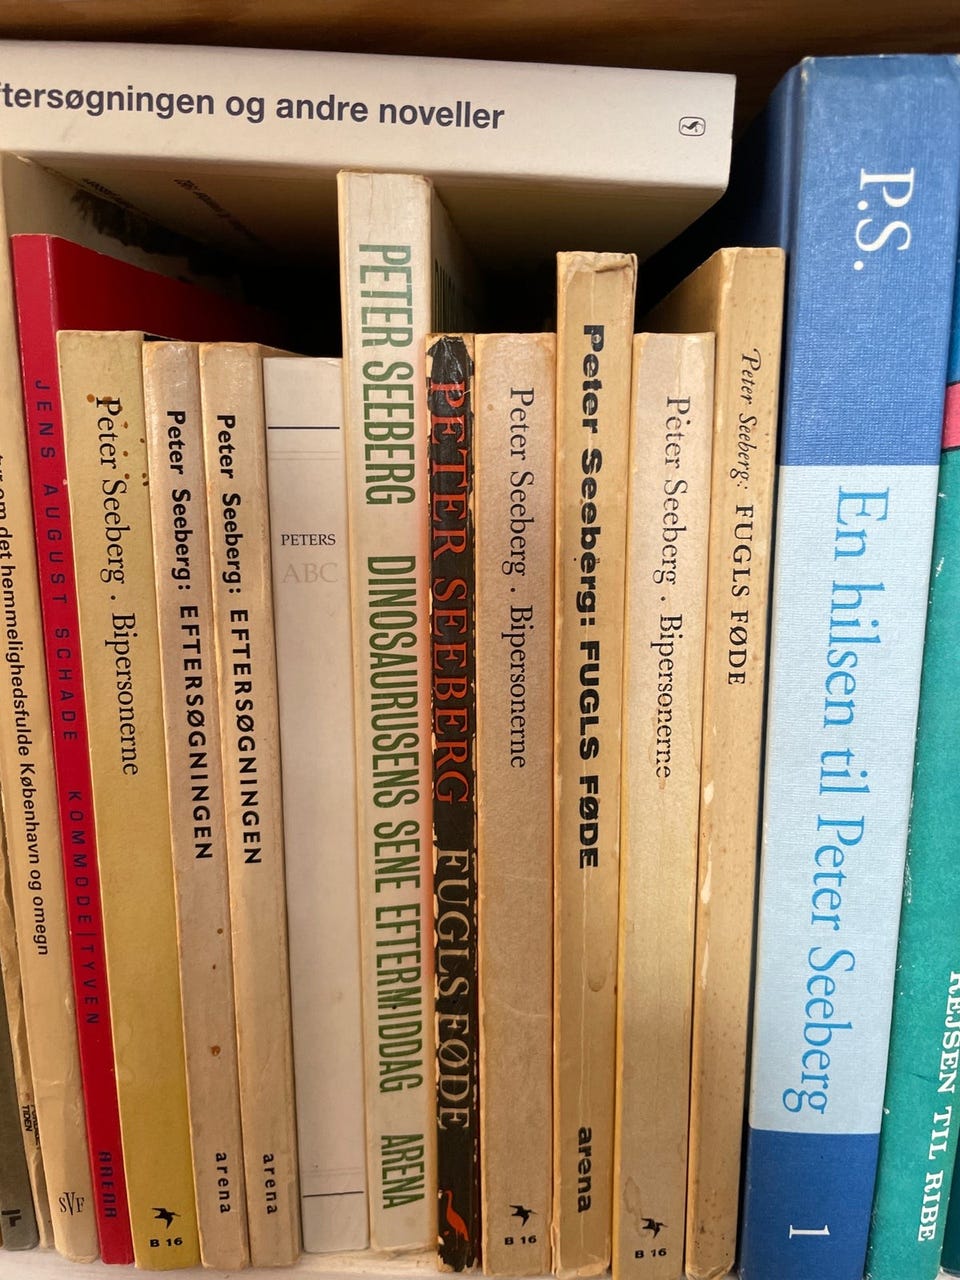 ftersøgningen og andre noveller
det hemmelighedsfulde København og omegn
SVF
JENS AUGUST SCHADE KOMMODE|TYVEN ARENA
Peter Seeberg . Bipersonerne
B 16
Peter Seeberg: EFTERSØGNINGEN arena
Peter Seeberg: EFTERSØGNINGEN arena
PETERS
ABC
PETER SEEBERG DINOSAURUSENS SENE EFTERMIDDAG ARENA
PETER SEEBERG FUGLS FØDE
Peter Seeberg . Bipersonerne
B 16
Peter Seeberg: FUGLS FØDE arena
Peter Seeberg . Bipersonerne
B 16
Peter Seeberg: FUGLS FØDE
P.S. En hilsen til Peter Seeberg 1
REJSEN TIL RIBE